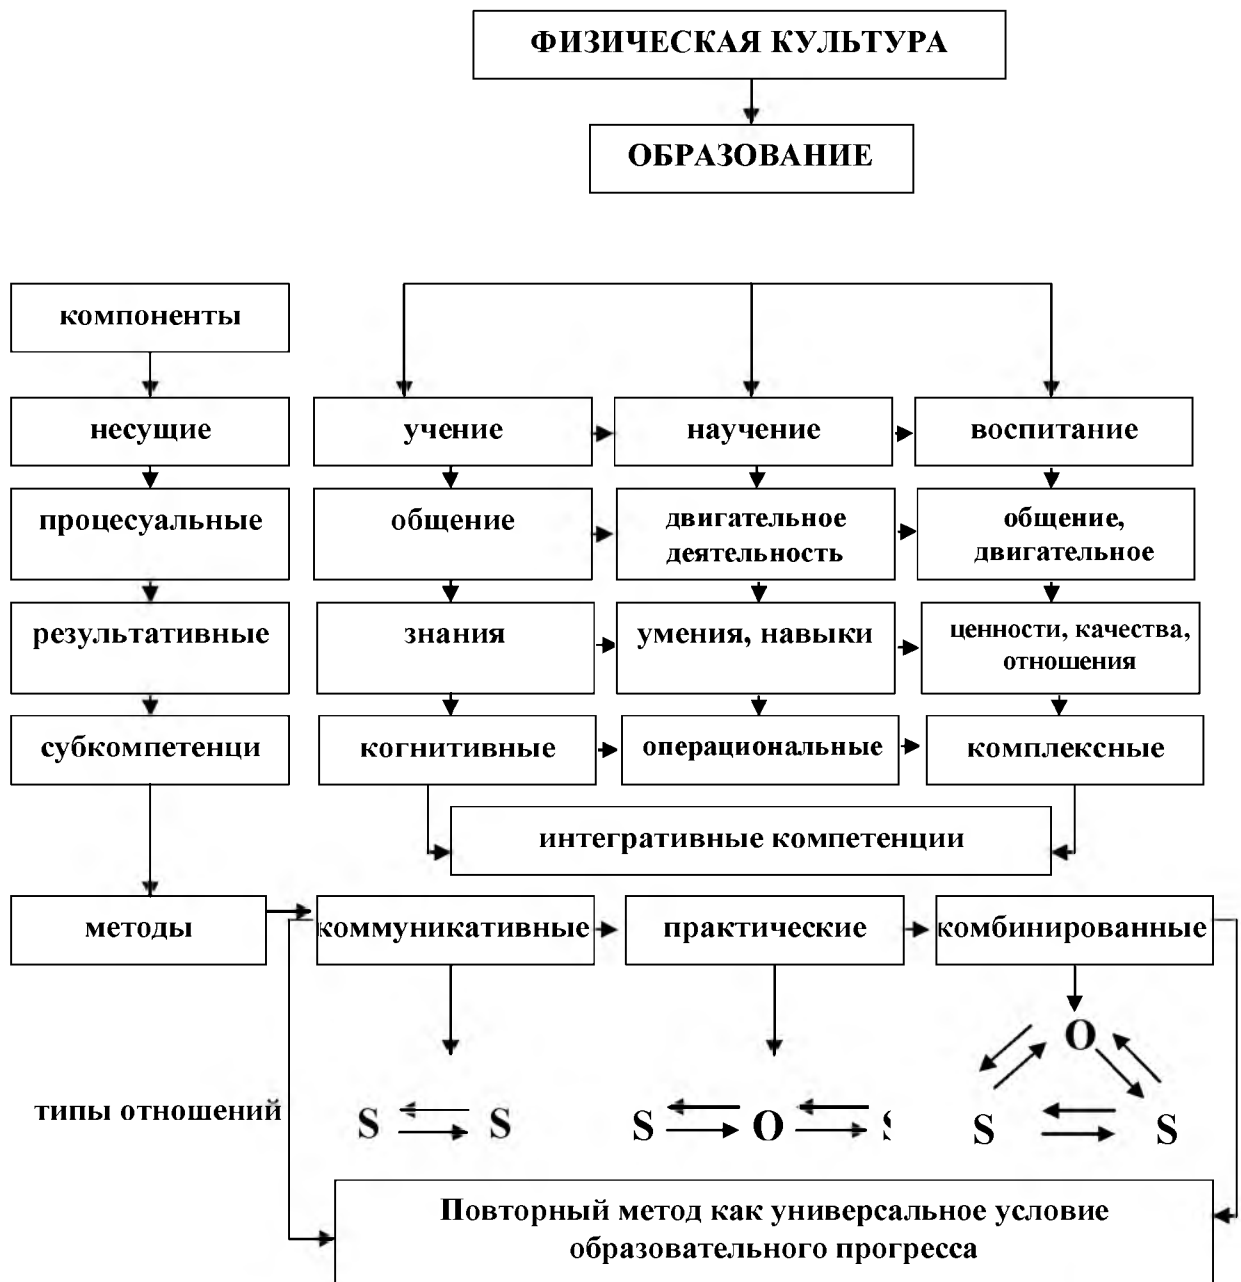 ФИЗИЧЕСКАЯ КУЛЬТУРА
ОБРАЗОВАНИЕ
компоненты
несущие
учение
научение
воспитание
процесуальные
общение
двигательное
деятельность
общение,
двигательное
результативные
знания
умения, навыки
ценности, качества,
отношения
субкомпетенци
когнитивные
операциональные
комплексные
интегративные компетенции
методы
коммуникативные
практические
комбинированные
типы отношений
S S
S O S
O
S S
Повторный метод как универсальное условие
образовательного прогресса